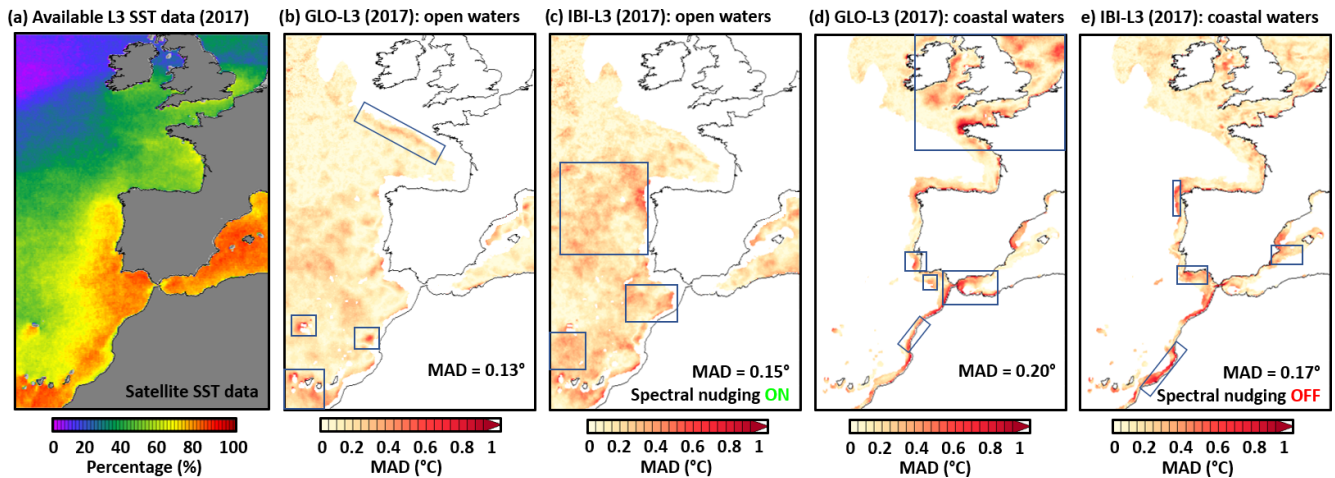 (a) Available L3 SST data (2017)
(b) GLO-L3 (2017): open waters
(c) IBI-L3 (2017): open waters
(d) GLO-L3 (2017): coastal waters
e) IBI-L3 (2017): coastal waters
Satellite SST data
MAD = 0.13°
MAD = 0.15°
Spectral nudging ON
MAD = 0.20°
MAD = 0.17°
Spectral nudging OFF
0 20 40 60 80 100
Percentage (%)
0 0.2 0.4 0.6 0.8 1
MAD (°C)
0 0.2 0.4 0.6 0.8 1
MAD (°C)
0 0.2 0.4 0.6 0.8 1
MAD (°C)
0 0.2 0.4 0.6 0.8 1
MAD (°C)